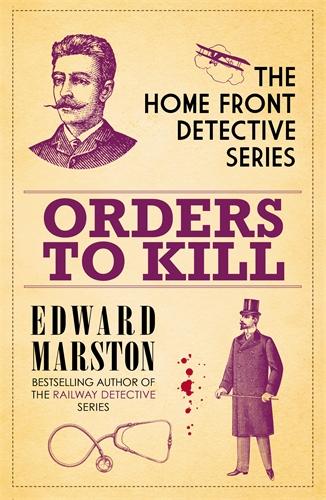 THE
HOME FRONT
DETECTIVE
SERIES
ORDERS
TO KILL
EDWARD
MARSTON
BESTSELLING AUTHOR OF
THE RAILWAY DETECTIVE
SERIES